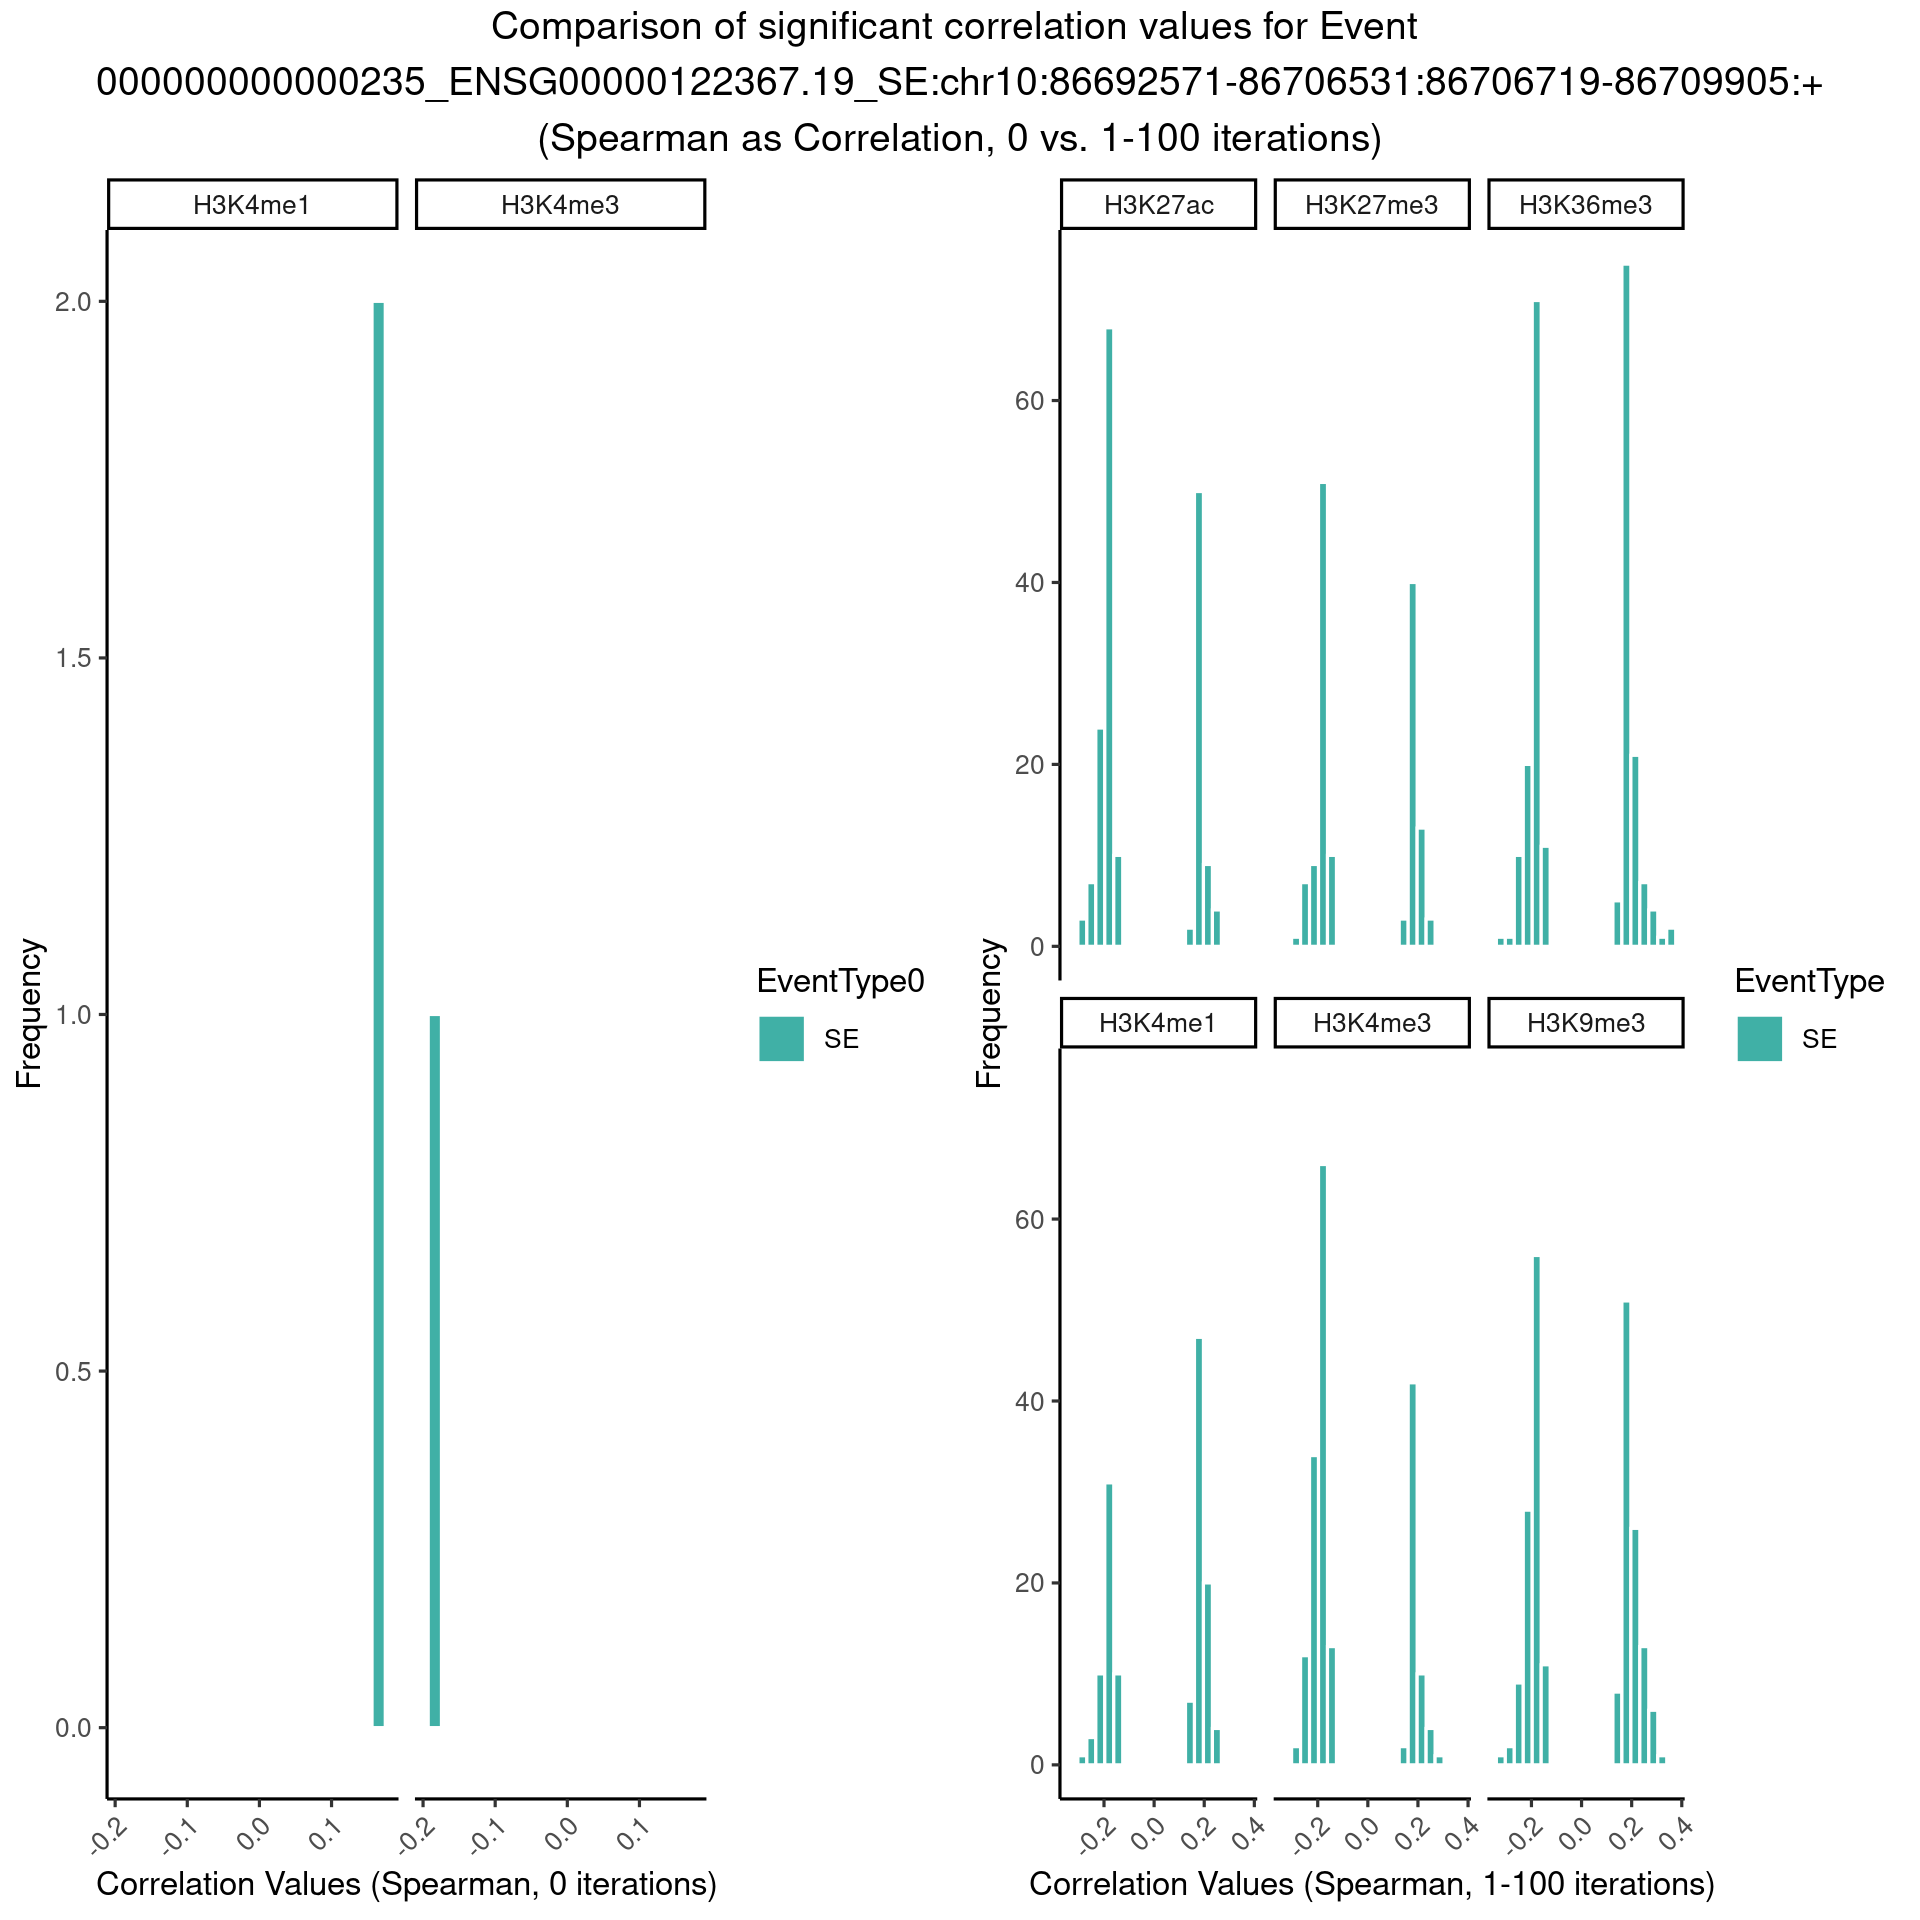 Comparison of significant correlation values for Event
000000000000235_ENSG00000122367.19_SE:chr10:86692571-86706531:86706719-86709905:+
(Spearman as Correlation, 0 vs. 1-100 iterations)
H3K4me1
H3K4me3
Frequency
2.0
1.5
1.0
0.5
0.0
-0.2
-0.1
0.0
0.1
-0.2
-0.1
0.0
0.1
Correlation Values (Spearman, 0 iterations)
EventType0
SE
H3K27ac
H3K27me3
H3K36me3
Frequency
60
40
20
0
H3K4me1
H3K4me3
H3K9me3
60
40
20
0
-0.2
0.0
0.2
0.4
-0.2
0.0
0.2
0.4
-0.2
0.0
0.2
0.4
Correlation Values (Spearman, 1-100 iterations)
EventType
SE